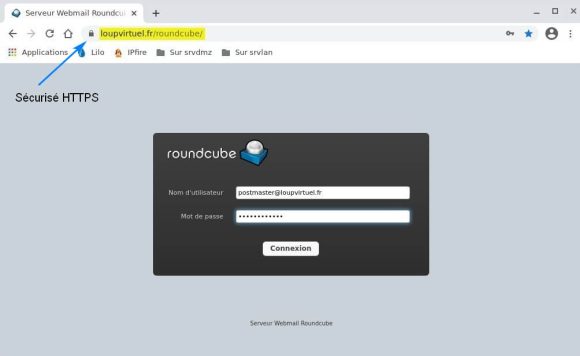 Serveur Webmail Roundcu
loupvirtuel.fr/roundcube/
Applications Lilo IPfire Sur srvdmz Sur srvlan
Sécurisé HTTPS
roundcube
Nom d'utilisateur postmaster@loupvirtuel.fr
Mot de passe ••••••••••••
Connexion
Serveur Webmail Roundcube